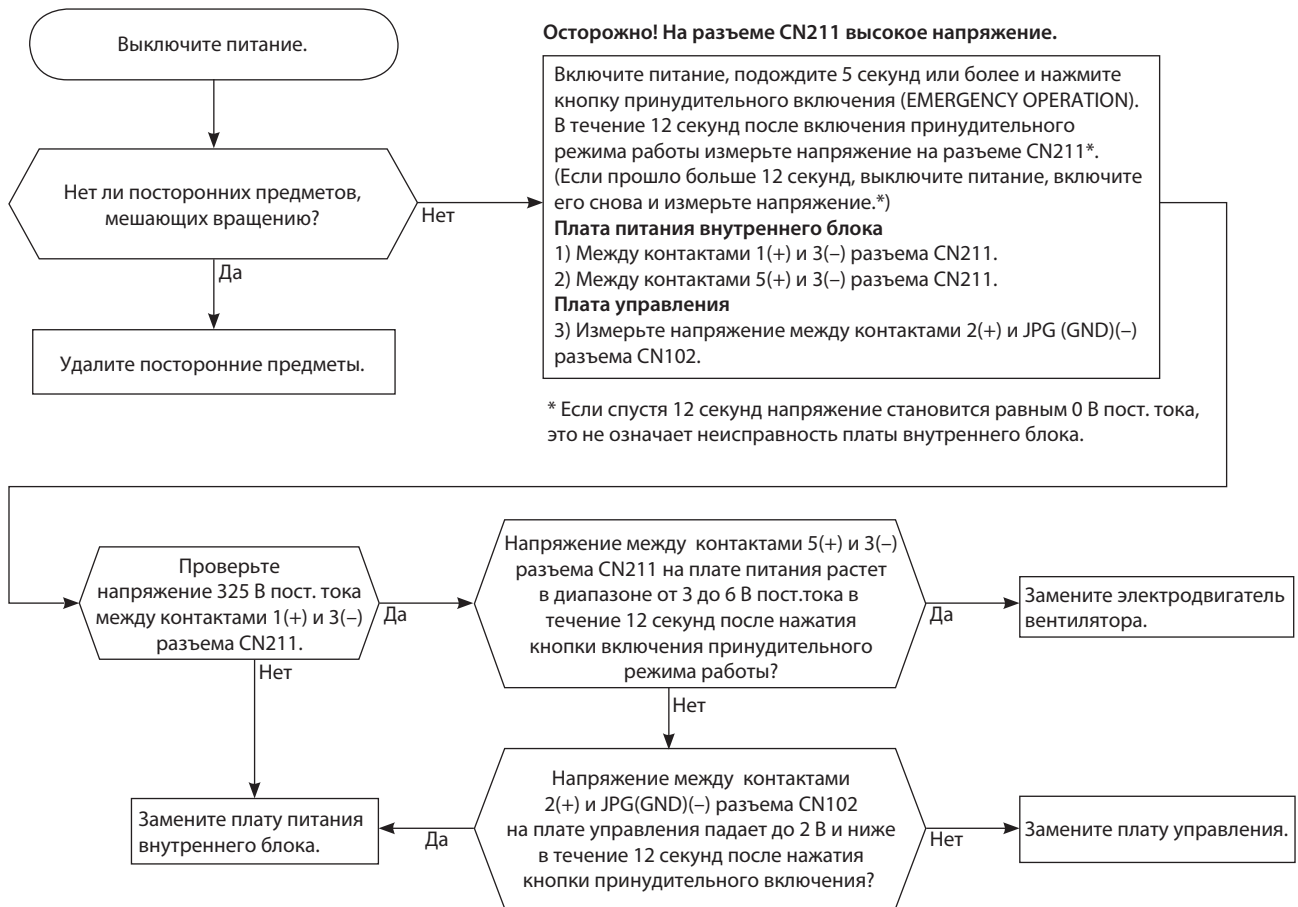 Выключите питание.
Нет ли посторонних предметов,
мешающих вращению?
Нет
Да
Удалите посторонние предметы.
Осторожно! На разъеме CN211 высокое напряжение.
Включите питание, подождите 5 секунд или более и нажмите
кнопку принудительного включения (EMERGENCY OPERATION).
В течение 12 секунд после включения принудительного
режима работы измерьте напряжение на разъеме CN211*.
(Если прошло больше 12 секунд, выключите питание, включите
его снова и измерьте напряжение.*)
Плата питания внутреннего блока
1) Между контактами 1(+) и 3(–) разъема CN211.
2) Между контактами 5(+) и 3(–) разъема CN211.
Плата управления
3) Измерьте напряжение между контактами 2(+) и JPG (GND)(–)
разъема CN102.
* Если спустя 12 секунд напряжение становится равным 0 В пост. тока,
это не означает неисправность платы внутреннего блока.
Проверьте
напряжение 325 В пост. тока
между контактами 1(+) и 3(–)
разъема CN211.
Да
Нет
Напряжение между контактами 5(+) и 3(–)
разъема CN211 на плате питания растет
в диапазоне от 3 до 6 В пост.тока в
течение 12 секунд после нажатия
кнопки включения принудительного
режима работы?
Да
Нет
Замените электродвигатель
вентилятора.
Замените плату питания
внутреннего блока.
Да
Напряжение между контактами
2(+) и JPG(GND)(–) разъема CN102
на плате управления падает до 2 В и ниже
в течение 12 секунд после нажатия
кнопки принудительного включения?
Нет
Замените плату управления.